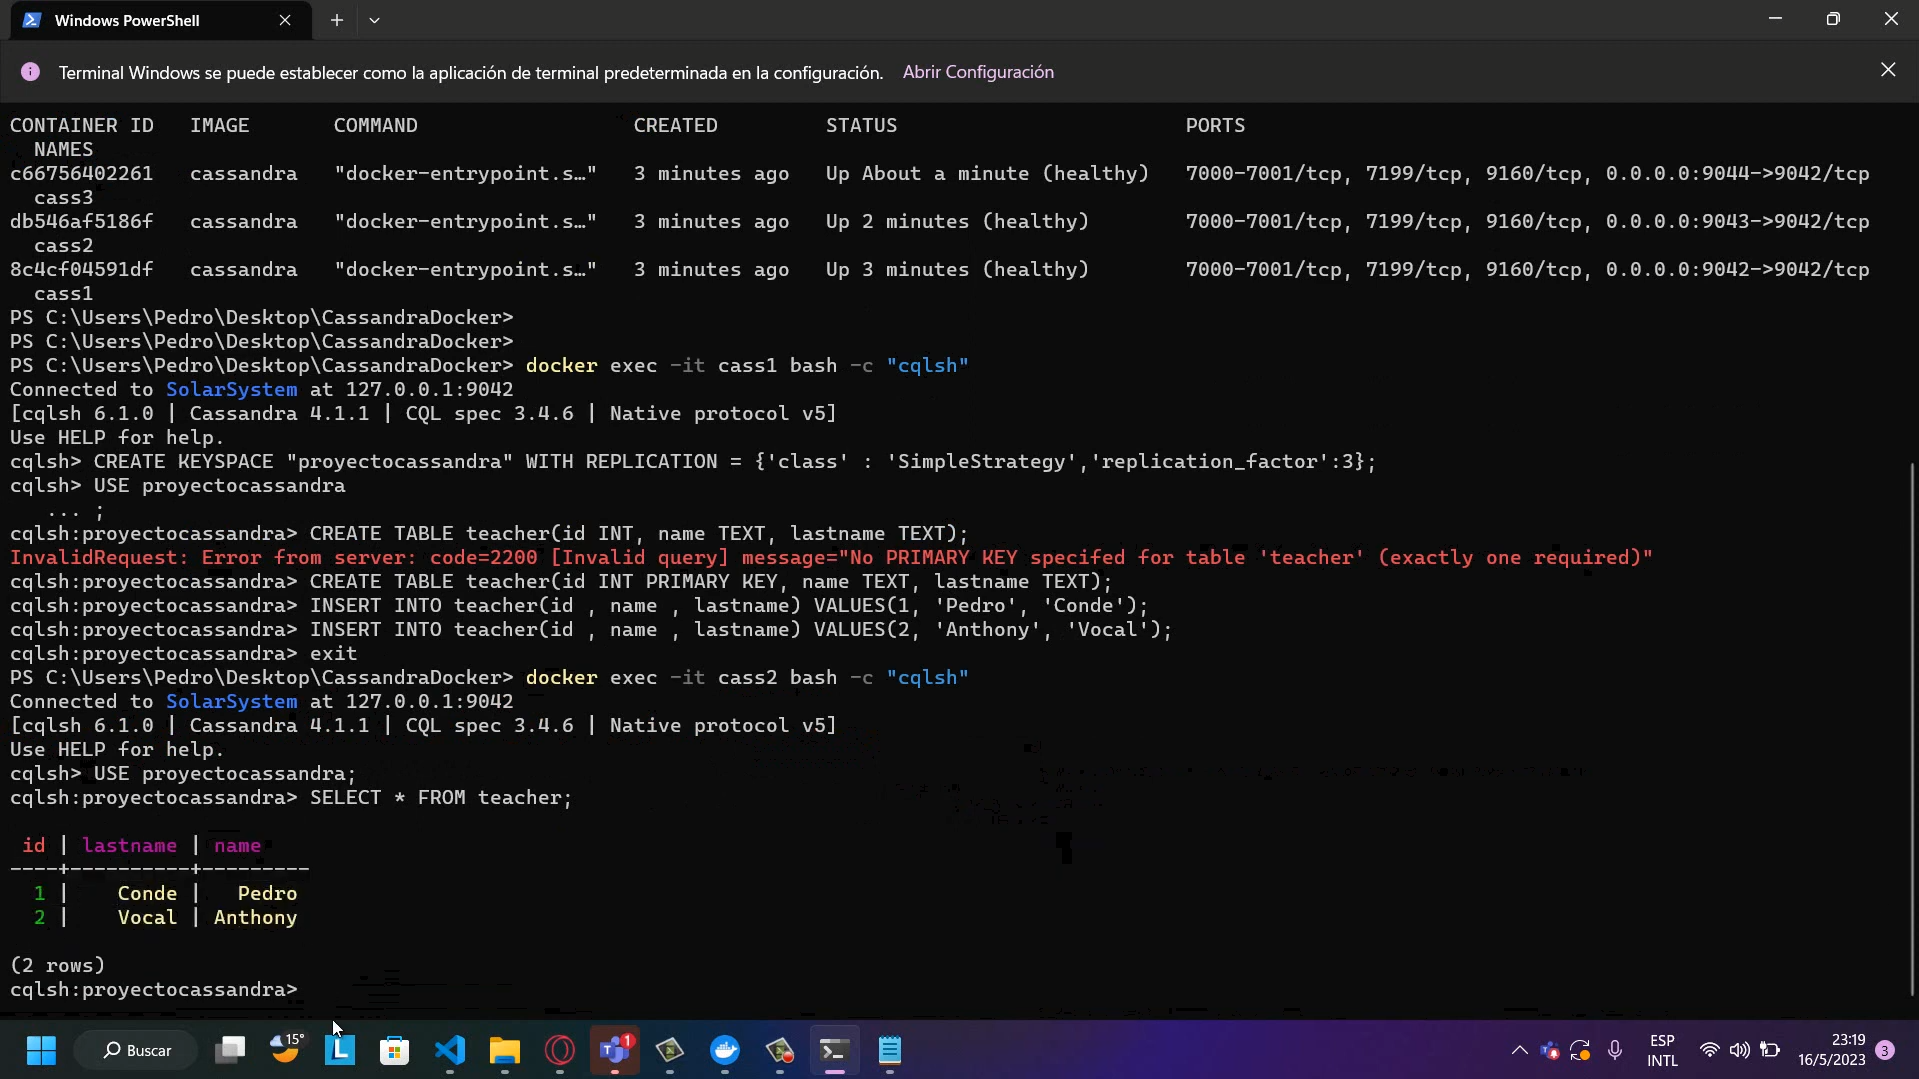 Windows PowerShell
Terminal Windows se puede establecer como la aplicación de terminal predeterminada en la configuración. Abrir Configuración
CONTAINER ID   IMAGE       COMMAND                  CREATED         STATUS                        PORTS
  NAMES
c66756402261   cassandra   "docker-entrypoint.s…"   3 minutes ago   Up About a minute (healthy)   7000-7001/tcp, 7199/tcp, 9160/tcp, 0.0.0.0:9044->9042/tcp
  cass3
db546af5186f   cassandra   "docker-entrypoint.s…"   3 minutes ago   Up 2 minutes (healthy)        7000-7001/tcp, 7199/tcp, 9160/tcp, 0.0.0.0:9043->9042/tcp
  cass2
8c4cf04591df   cassandra   "docker-entrypoint.s…"   3 minutes ago   Up 3 minutes (healthy)        7000-7001/tcp, 7199/tcp, 9160/tcp, 0.0.0.0:9042->9042/tcp
  cass1
PS C:\Users\Pedro\Desktop\CassandraDocker>
PS C:\Users\Pedro\Desktop\CassandraDocker>
PS C:\Users\Pedro\Desktop\CassandraDocker> docker exec -it cass1 bash -c "cqlsh"
Connected to SolarSystem at 127.0.0.1:9042
[cqlsh 6.1.0 | Cassandra 4.1.1 | CQL spec 3.4.6 | Native protocol v5]
Use HELP for help.
cqlsh> CREATE KEYSPACE "proyectocassandra" WITH REPLICATION = {'class' : 'SimpleStrategy','replication_factor':3};
cqlsh> USE proyectocassandra
   ... ;
cqlsh:proyectocassandra> CREATE TABLE teacher(id INT, name TEXT, lastname TEXT);
InvalidRequest: Error from server: code=2200 [Invalid query] message="No PRIMARY KEY specifed for table 'teacher' (exactly one required)"
cqlsh:proyectocassandra> CREATE TABLE teacher(id INT PRIMARY KEY, name TEXT, lastname TEXT);
cqlsh:proyectocassandra> INSERT INTO teacher(id , name , lastname) VALUES(1, 'Pedro', 'Conde');
cqlsh:proyectocassandra> INSERT INTO teacher(id , name , lastname) VALUES(2, 'Anthony', 'Vocal');
cqlsh:proyectocassandra> exit
PS C:\Users\Pedro\Desktop\CassandraDocker> docker exec -it cass2 bash -c "cqlsh"
Connected to SolarSystem at 127.0.0.1:9042
[cqlsh 6.1.0 | Cassandra 4.1.1 | CQL spec 3.4.6 | Native protocol v5]
Use HELP for help.
cqlsh> USE proyectocassandra;
cqlsh:proyectocassandra> SELECT * FROM teacher;
 id | lastname | name
----+----------+---------
  1 |    Conde |   Pedro
  2 |    Vocal | Anthony
(2 rows)
cqlsh:proyectocassandra>
Buscar
15°
L
1
ESP
INTL
23:19
16/5/2023
3